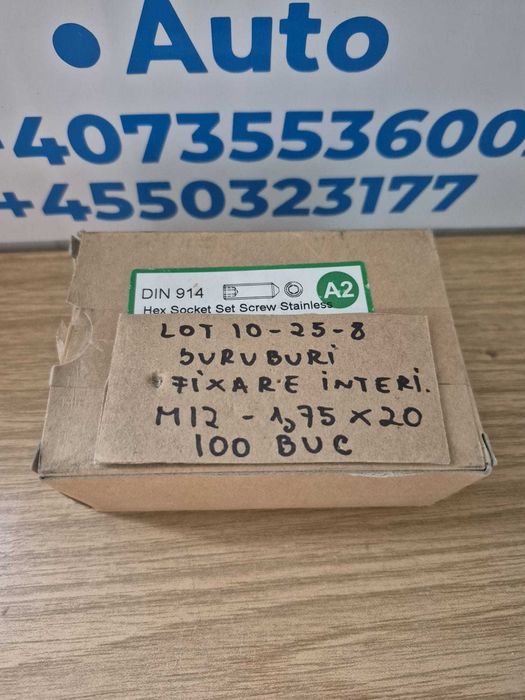 • Auto
+40735536002
+4550323177
DIN 914
A2
Hex Socket Set Screw Stainless
LOT 10-25-8
SURUBURI
FIXARE INTERI.
M12 - 1,75 x 20
100 BUC